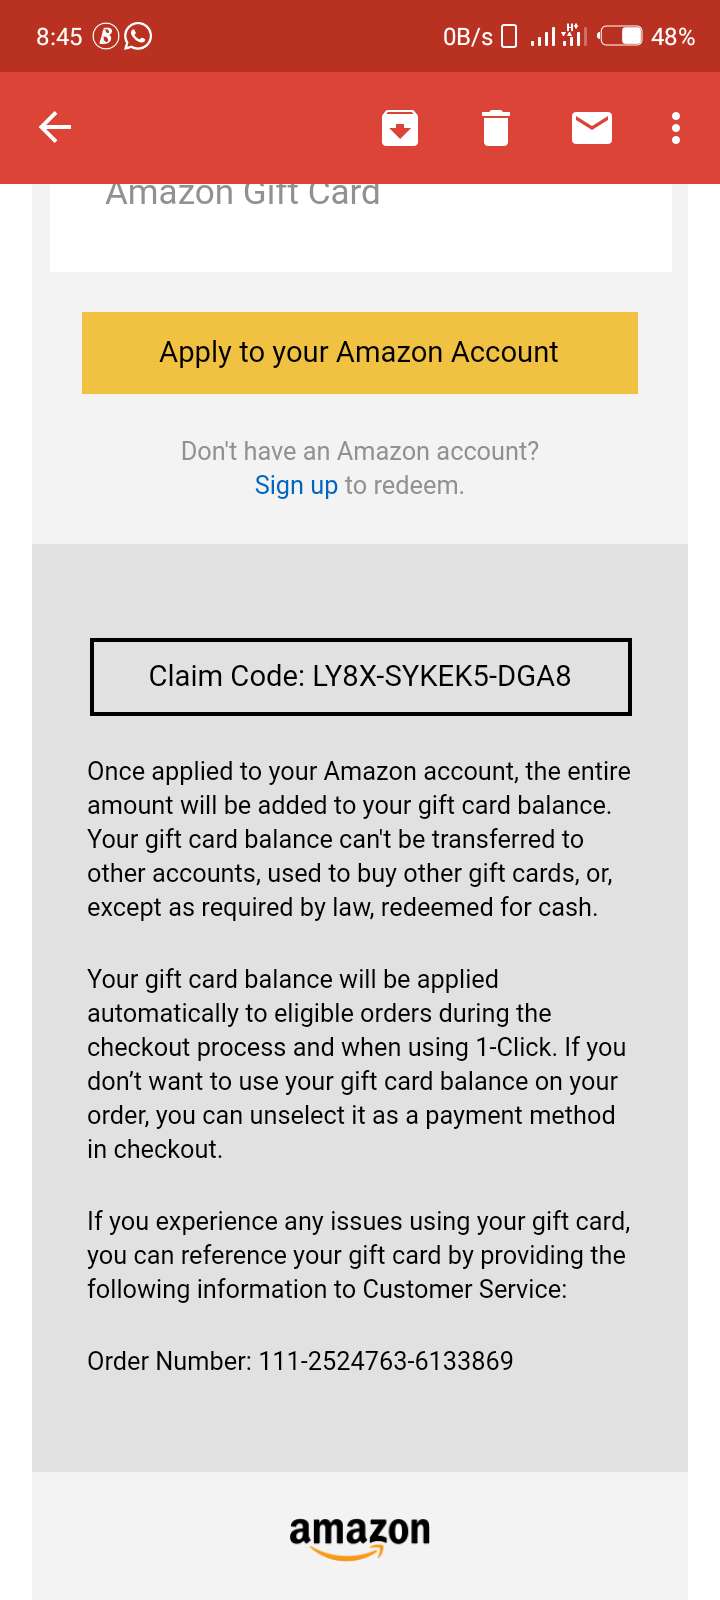 8:45 0B/s H+ 48%
Amazon Gift Card
Apply to your Amazon Account
Don't have an Amazon account?
Sign up to redeem.
Claim Code: LY8X-SYKEK5-DGA8
Once applied to your Amazon account, the entire
amount will be added to your gift card balance.
Your gift card balance can't be transferred to
other accounts, used to buy other gift cards, or,
except as required by law, redeemed for cash.
Your gift card balance will be applied
automatically to eligible orders during the
checkout process and when using 1-Click. If you
don’t want to use your gift card balance on your
order, you can unselect it as a payment method
in checkout.
If you experience any issues using your gift card,
you can reference your gift card by providing the
following information to Customer Service:
Order Number: 111-2524763-6133869
amazon